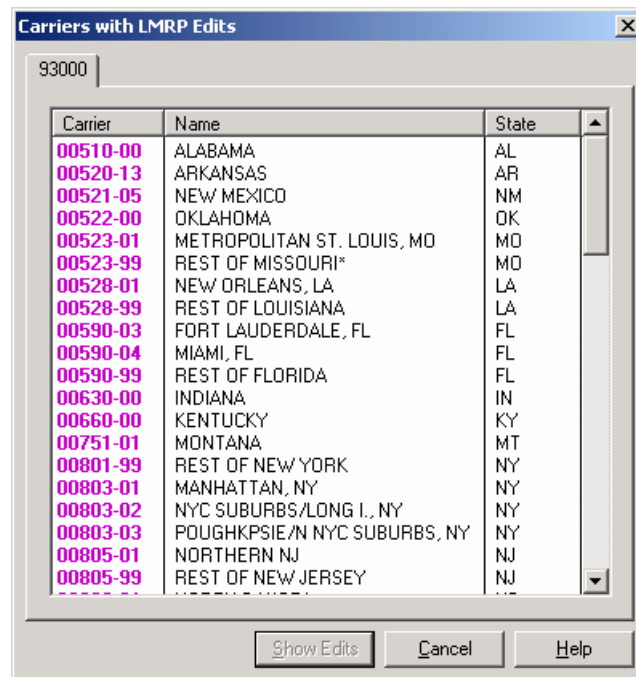 Carriers with LMRP Edits
93000
Carrier Name State
00510-00 ALABAMA AL
00520-13 ARKANSAS AR
00521-05 NEW MEXICO NM
00522-00 OKLAHOMA OK
00523-01 METROPOLITAN ST. LOUIS, MO MO
00523-99 REST OF MISSOURI* MO
00528-01 NEW ORLEANS, LA LA
00528-99 REST OF LOUISIANA LA
00590-03 FORT LAUDERDALE, FL FL
00590-04 MIAMI, FL FL
00590-99 REST OF FLORIDA FL
00630-00 INDIANA IN
00660-00 KENTUCKY KY
00751-01 MONTANA MT
00801-99 REST OF NEW YORK NY
00803-01 MANHATTAN, NY NY
00803-02 NYC SUBURBS/LONG I., NY NY
00803-03 POUGHKPSIE/N NYC SUBURBS, NY NY
00805-01 NORTHERN NJ NJ
00805-99 REST OF NEW JERSEY NJ
Show Edits Cancel Help